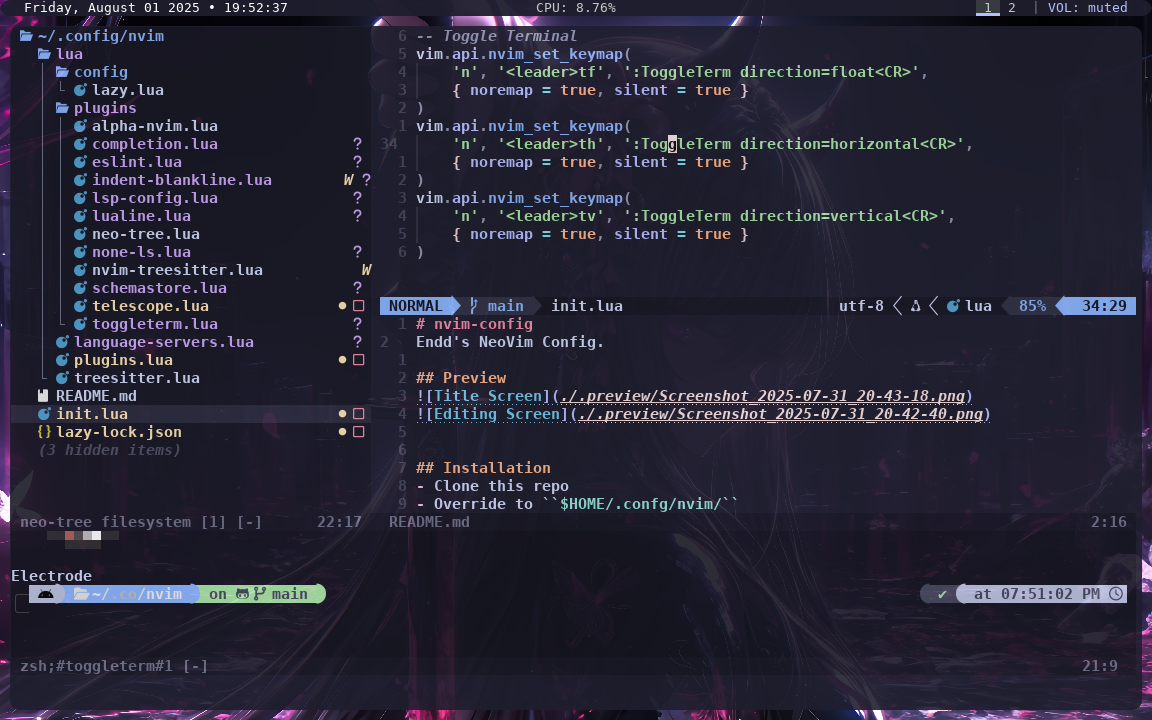 Friday, August 01 2025 • 19:52:37 CPU: 8.76% 1 2 | VOL: muted
~/.config/nvim
lua
config
lazy.lua
plugins
alpha-nvim.lua
completion.lua ?
eslint.lua ?
indent-blankline.lua W ?
lsp-config.lua ?
lualine.lua ?
neo-tree.lua
none-ls.lua ?
nvim-treesitter.lua W
schemastore.lua ?
telescope.lua
toggleterm.lua ?
language-servers.lua ?
plugins.lua
treesitter.lua
README.md
init.lua
{} lazy-lock.json
(3 hidden items)
neo-tree filesystem [1] [-] 22:17
6 -- Toggle Terminal
5 vim.api.nvim_set_keymap(
4 'n', '<leader>tf', ':ToggleTerm direction=float<CR>',
3 { noremap = true, silent = true }
2 )
1 vim.api.nvim_set_keymap(
34 'n', '<leader>th', ':ToggleTerm direction=horizontal<CR>',
1 { noremap = true, silent = true }
2 )
3 vim.api.nvim_set_keymap(
4 'n', '<leader>tv', ':ToggleTerm direction=vertical<CR>',
5 { noremap = true, silent = true }
6 )
NORMAL main init.lua utf-8 lua 85% 34:29
1 # nvim-config
2 Endd's NeoVim Config.
1
2 ## Preview
3 ![Title Screen](./.preview/Screenshot_2025-07-31_20-43-18.png)
4 ![Editing Screen](./.preview/Screenshot_2025-07-31_20-42-40.png)
5
6
7 ## Installation
8 - Clone this repo
9 - Override to ``$HOME/.confg/nvim/``
README.md 2:16
Electrode
~/.co/nvim on main ✔ at 07:51:02 PM
zsh;#toggleterm#1 [-] 21:9